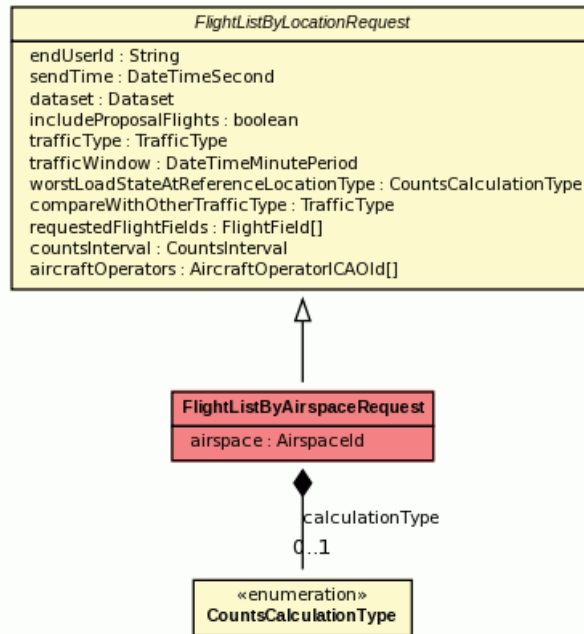 FlightListByLocationRequest
endUserId : String
sendTime : DateTimeSecond
dataset : Dataset
includeProposalFlights : boolean
trafficType : TrafficType
trafficWindow : DateTimeMinutePeriod
worstLoadStateAtReferenceLocationType : CountsCalculationType
compareWithOtherTrafficType : TrafficType
requestedFlightFields : FlightField[]
countsInterval : CountsInterval
aircraftOperators : AircraftOperatorICAOId[]
FlightListByAirspaceRequest
airspace : AirspaceId
calculationType
0..1
«enumeration»
CountsCalculationType